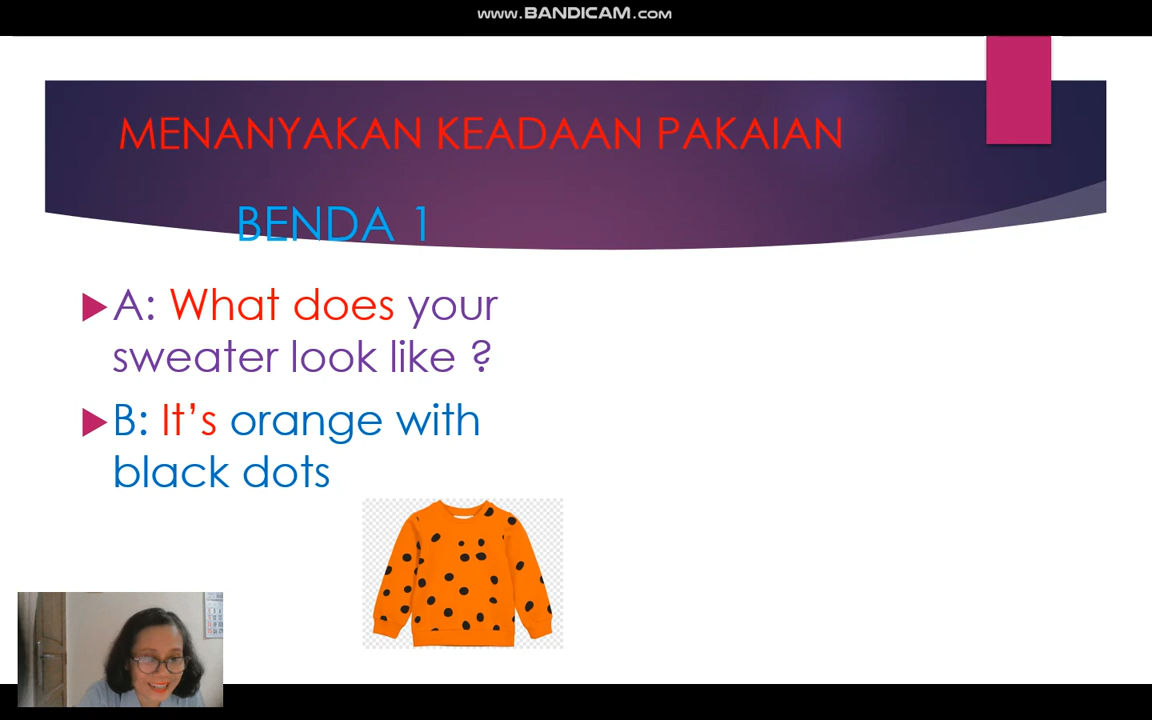 www.BANDICAM.com
MENANYAKAN KEADAAN PAKAIAN
BENDA 1
A: What does your
sweater look like ?
B: It’s orange with
black dots